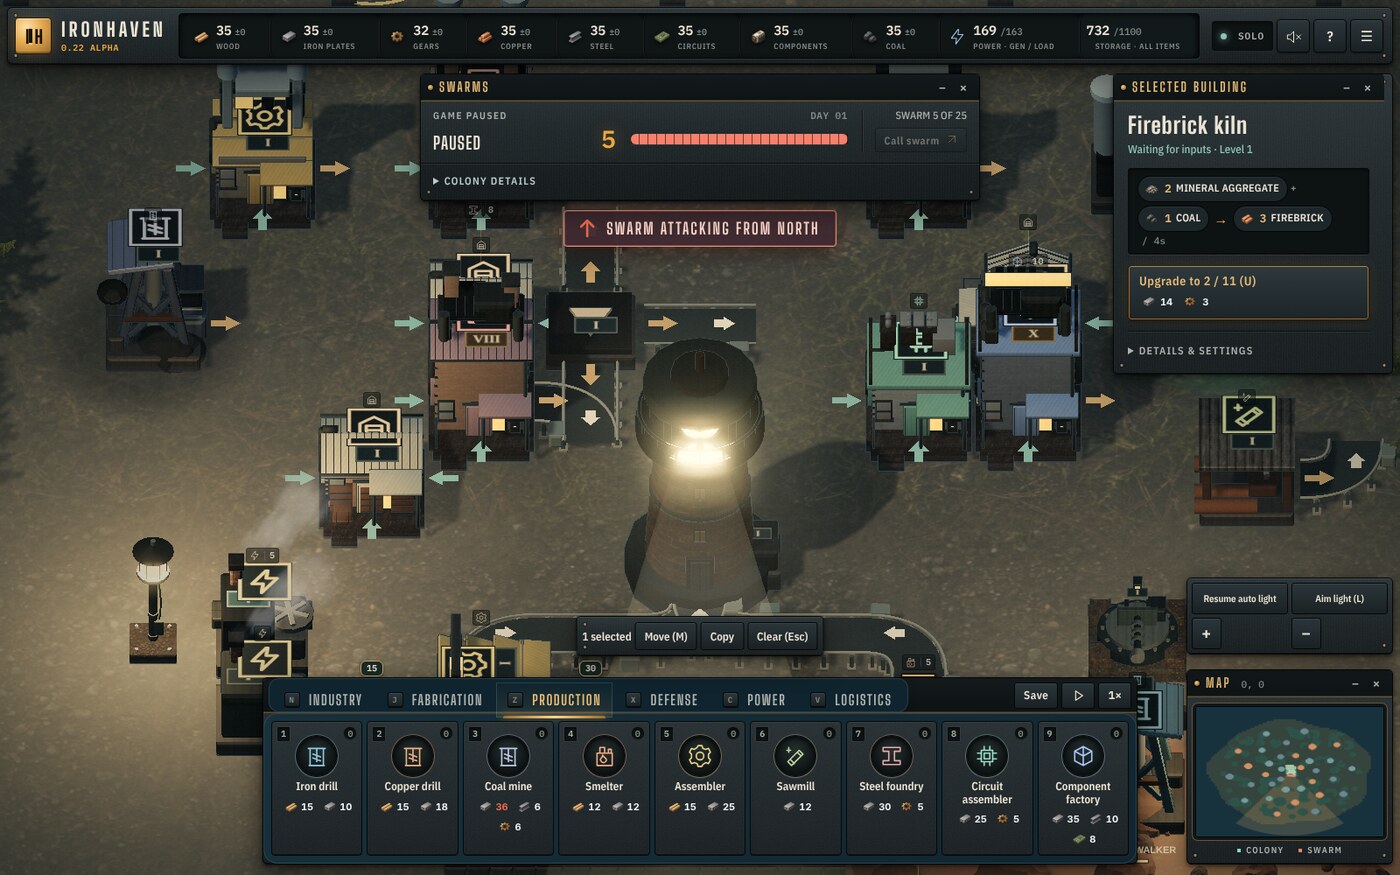 IRONHAVEN
0.22 ALPHA
35 ±0 WOOD
35 ±0 IRON PLATES
32 ±0 GEARS
35 ±0 COPPER
35 ±0 STEEL
35 ±0 CIRCUITS
35 ±0 COMPONENTS
35 ±0 COAL
169 /163 POWER · GEN / LOAD
732 /1100 STORAGE · ALL ITEMS
SOLO
?
SWARMS
GAME PAUSED
DAY 01
SWARM 5 OF 25
PAUSED
5
Call swarm
COLONY DETAILS
SWARM ATTACKING FROM NORTH
SELECTED BUILDING
Firebrick kiln
Waiting for inputs · Level 1
2 MINERAL AGGREGATE +
1 COAL → 3 FIREBRICK
/ 4s
Upgrade to 2 / 11 (U)
14 3
DETAILS & SETTINGS
I
I
8
10
VIII
I
I
X
I
I
I
5
15
30
5
1 selected
Move (M)
Copy
Clear (Esc)
Resume auto light
Aim light (L)
+
−
N INDUSTRY
J FABRICATION
Z PRODUCTION
X DEFENSE
C POWER
V LOGISTICS
Save
1×
1 0 Iron drill 15 10
2 0 Copper drill 15 18
3 0 Coal mine 36 6 6
4 0 Smelter 12 12
5 0 Assembler 15 25
6 0 Sawmill 12
7 0 Steel foundry 30 5
8 0 Circuit assembler 25 5
9 0 Component factory 35 10 8
WALKER
MAP 0, 0
COLONY
SWARM